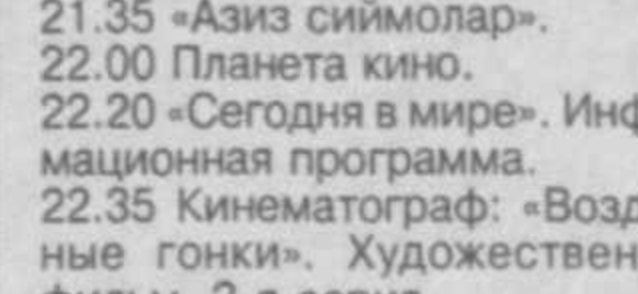 21.35 «Азиз сиймолар».
22.00 Планета кино.
22.20 «Сегодня в мире». Инф
мационная программа.
22.35 Кинематограф: «Возд
ные гонки». Художествен